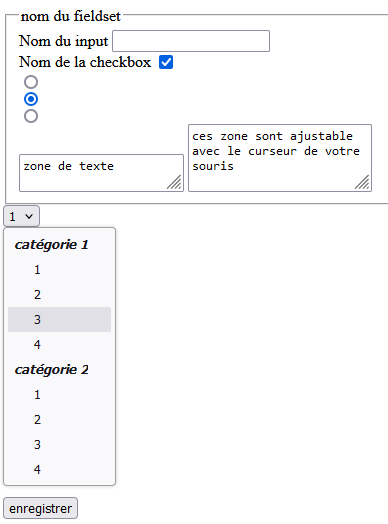 nom du fieldset
Nom du input
Nom de la checkbox
zone de texte
ces zone sont ajustable
avec le curseur de votre
souris
1
catégorie 1
1
2
3
4
catégorie 2
1
2
3
4
enregistrer